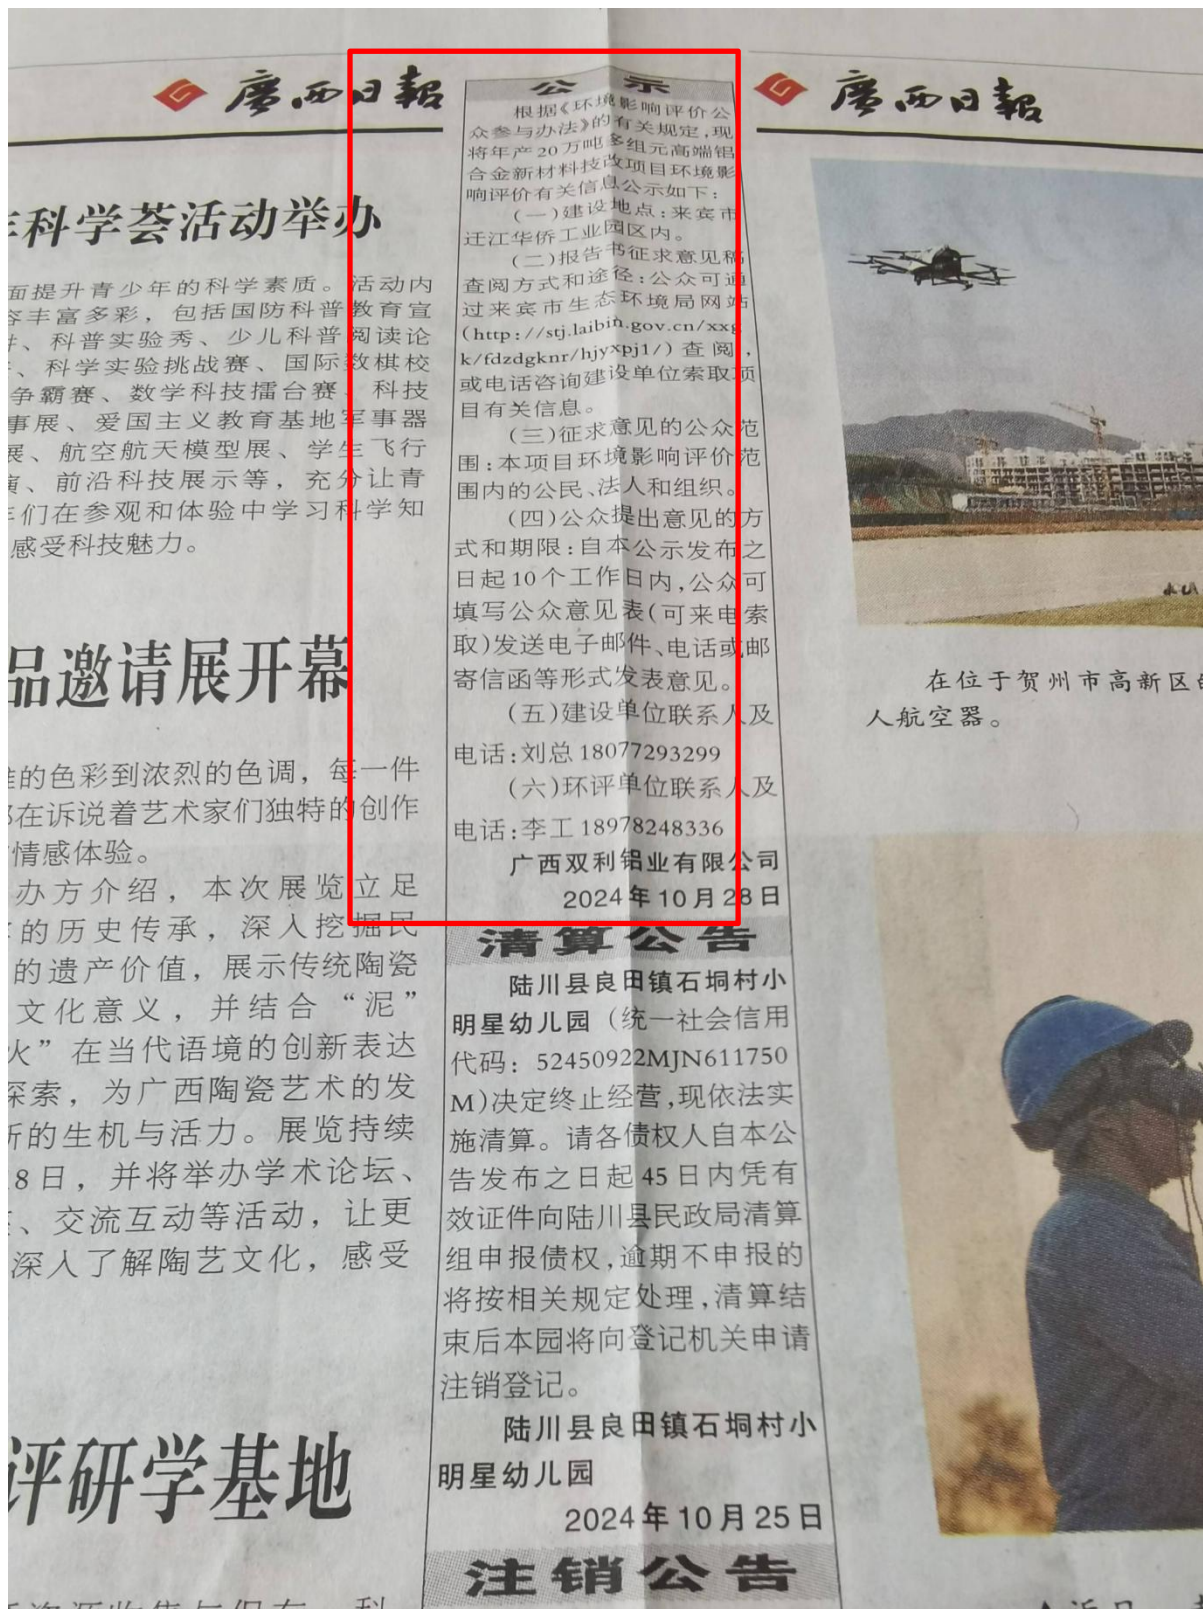 廣西日報
科学荟活动举办
面提升青少年的科学素质。活动内
容丰富多彩，包括国防科普教育宣
、科普实验秀、少儿科普阅读论
、科学实验挑战赛、国际数棋校
争霸赛、数学科技擂台赛、科技
事展、爱国主义教育基地军事器
展、航空航天模型展、学生飞行
演、前沿科技展示等，充分让青
们在参观和体验中学习科学知
感受科技魅力。
品邀请展开幕
的色彩到浓烈的色调，每一件
在诉说着艺术家们独特的创作
情感体验。
办方介绍，本次展览立足
的历史传承，深入挖掘民
的遗产价值，展示传统陶瓷
文化意义，并结合“泥”
火”在当代语境的创新表达
探索，为广西陶瓷艺术的发
新的生机与活力。展览持续
8日，并将举办学术论坛、
、交流互动等活动，让更
深入了解陶艺文化，感受
评研学基地
公示
根据《环境影响评价公
众参与办法》的有关规定,现
将年产20万吨多组元高端铝
合金新材料技改项目环境影
响评价有关信息公示如下：
(一)建设地点:来宾市
迁江华侨工业园区内。
(二)报告书征求意见稿
查阅方式和途径:公众可通
过来宾市生态环境局网站
(http://stj.laibin.gov.cn/xxg
k/fdzdgknr/hjyxpj1/)查阅,
或电话咨询建设单位索取项
目有关信息。
(三)征求意见的公众范
围:本项目环境影响评价范
围内的公民、法人和组织。
(四)公众提出意见的方
式和期限:自本公示发布之
日起10个工作日内,公众可
填写公众意见表(可来电索
取)发送电子邮件、电话或邮
寄信函等形式发表意见。
(五)建设单位联系人及
电话:刘总 18077293299
(六)环评单位联系人及
电话:李工 18978248336
广西双利铝业有限公司
2024年10月28日
清算公告
陆川县良田镇石垌村小
明星幼儿园（统一社会信用
代码：52450922MJN611750
M)决定终止经营,现依法实
施清算。请各债权人自本公
告发布之日起45日内凭有
效证件向陆川县民政局清算
组申报债权,逾期不申报的
将按相关规定处理,清算结
束后本园将向登记机关申请
注销登记。
陆川县良田镇石垌村小
明星幼儿园
2024年10月25日
注销公告
廣西日報
在位于贺州市高新区
人航空器。